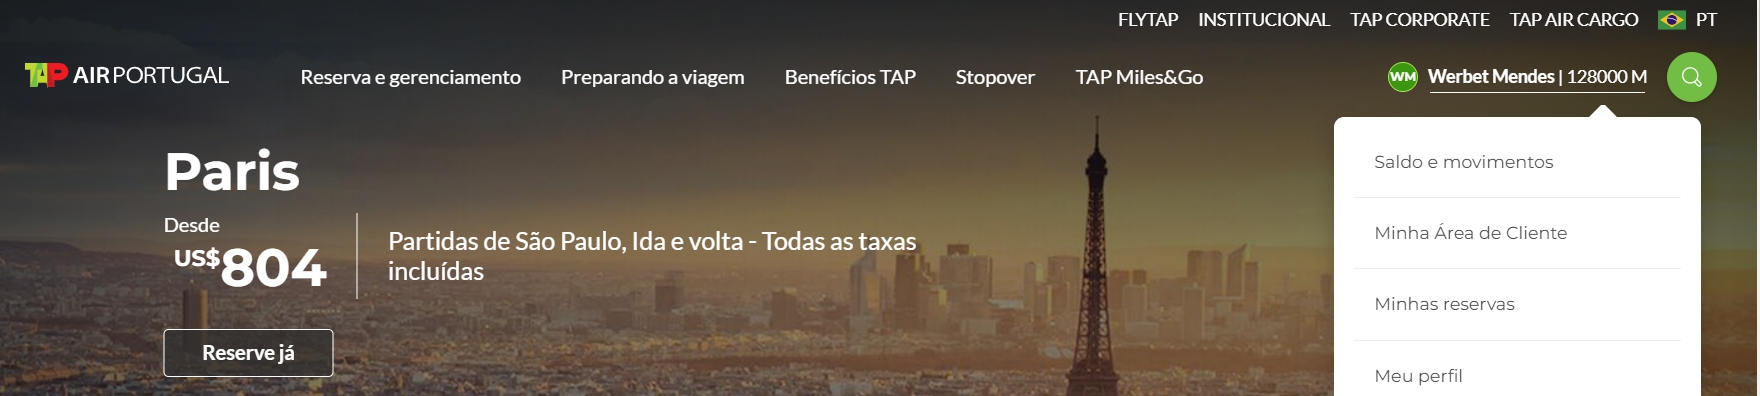 FLYTAP INSTITUCIONAL TAP CORPORATE TAP AIR CARGO PT
TAP AIR PORTUGAL Reserva e gerenciamento Preparando a viagem Benefícios TAP Stopover TAP Miles&Go WM Werbet Mendes | 128000 M
Paris
Desde
US$804
Partidas de São Paulo, Ida e volta - Todas as taxas
incluídas
Reserve já
Saldo e movimentos
Minha Área de Cliente
Minhas reservas
Meu perfil